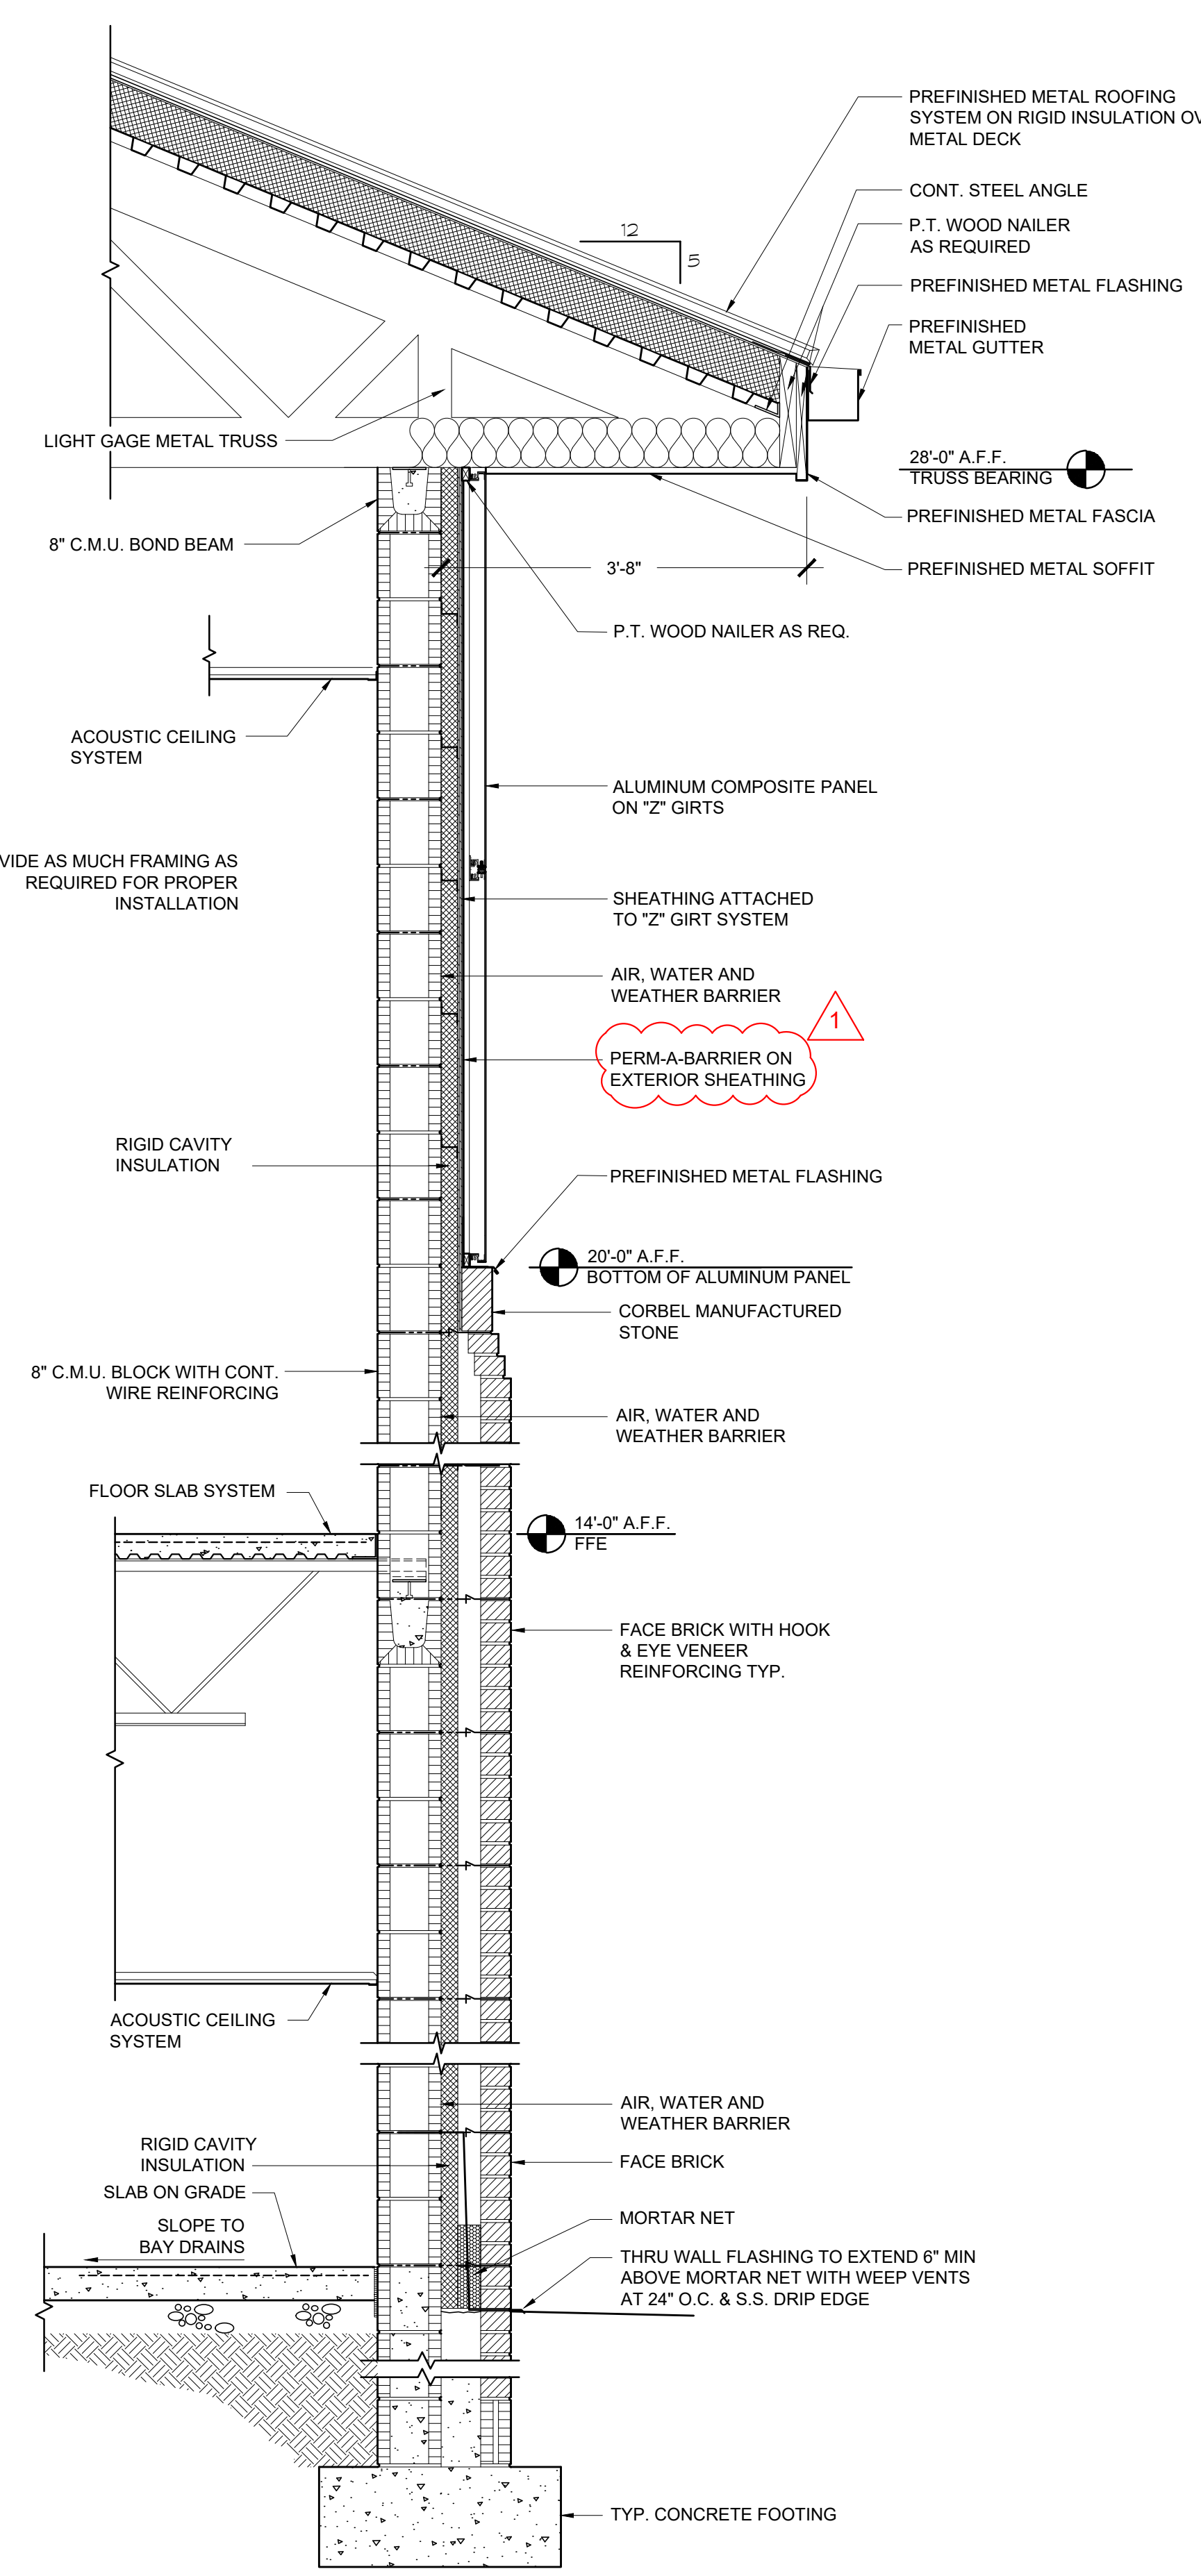 PREFINISHED METAL ROOFING
SYSTEM ON RIGID INSULATION
METAL DECK
CONT. STEEL ANGLE
P.T. WOOD NAILER
AS REQUIRED
12
5
PREFINISHED METAL FLASHING
PREFINISHED
METAL GUTTER
LIGHT GAGE METAL TRUSS
28'-0" A.F.F.
TRUSS BEARING
PREFINISHED METAL FASCIA
8" C.M.U. BOND BEAM
3'-8"
PREFINISHED METAL SOFFIT
P.T. WOOD NAILER AS REQ.
ACOUSTIC CEILING
SYSTEM
ALUMINUM COMPOSITE PANEL
ON "Z" GIRTS
VIDE AS MUCH FRAMING AS
REQUIRED FOR PROPER
INSTALLATION
SHEATHING ATTACHED
TO "Z" GIRT SYSTEM
AIR, WATER AND
WEATHER BARRIER
1
PERM-A-BARRIER ON
EXTERIOR SHEATHING
RIGID CAVITY
INSULATION
PREFINISHED METAL FLASHING
20'-0" A.F.F.
BOTTOM OF ALUMINUM PANEL
CORBEL MANUFACTURED
STONE
8" C.M.U. BLOCK WITH CONT.
WIRE REINFORCING
AIR, WATER AND
WEATHER BARRIER
FLOOR SLAB SYSTEM
14'-0" A.F.F.
FFE
FACE BRICK WITH HOOK
& EYE VENEER
REINFORCING TYP.
ACOUSTIC CEILING
SYSTEM
AIR, WATER AND
WEATHER BARRIER
RIGID CAVITY
INSULATION
FACE BRICK
SLAB ON GRADE
SLOPE TO
BAY DRAINS
MORTAR NET
THRU WALL FLASHING TO EXTEND 6" MIN
ABOVE MORTAR NET WITH WEEP VENTS
AT 24" O.C. & S.S. DRIP EDGE
TYP. CONCRETE FOOTING